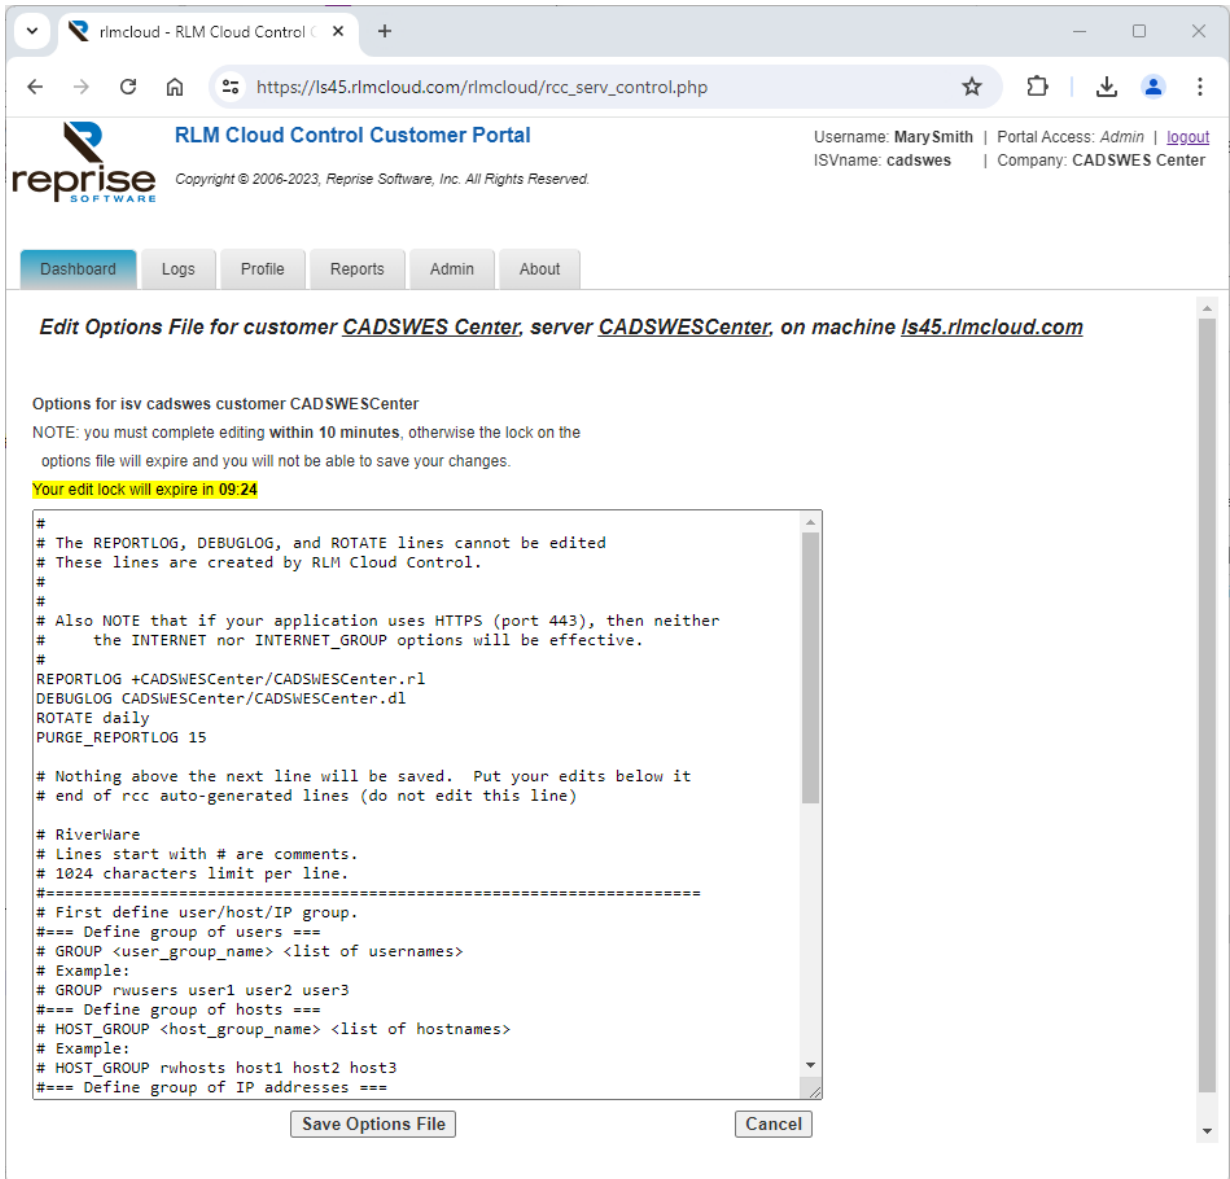 rlmcloud - RLM Cloud Control
https://ls45.rlmcloud.com/rlmcloud/rcc_serv_control.php
reprise
SOFTWARE
RLM Cloud Control Customer Portal
Copyright © 2006-2023, Reprise Software, Inc. All Rights Reserved.
Username: MarySmith | Portal Access: Admin | logout
ISVname: cadswes | Company: CADSWES Center
Dashboard Logs Profile Reports Admin About
Edit Options File for customer CADSWES Center, server CADSWESCenter, on machine ls45.rlmcloud.com
Options for isv cadswes customer CADSWESCenter
NOTE: you must complete editing within 10 minutes, otherwise the lock on the
options file will expire and you will not be able to save your changes.
Your edit lock will expire in 09:24
#
# The REPORTLOG, DEBUGLOG, and ROTATE lines cannot be edited
# These lines are created by RLM Cloud Control.
#
#
# Also NOTE that if your application uses HTTPS (port 443), then neither
#     the INTERNET nor INTERNET_GROUP options will be effective.
#
REPORTLOG +CADSWESCenter/CADSWESCenter.rl
DEBUGLOG CADSWESCenter/CADSWESCenter.dl
ROTATE daily
PURGE_REPORTLOG 15
# Nothing above the next line will be saved.  Put your edits below it
# end of rcc auto-generated lines (do not edit this line)
# RiverWare
# Lines start with # are comments.
# 1024 characters limit per line.
#=====================================================================
# First define user/host/IP group.
#=== Define group of users ===
# GROUP <user_group_name> <list of usernames>
# Example:
# GROUP rwusers user1 user2 user3
#=== Define group of hosts ===
# HOST_GROUP <host_group_name> <list of hostnames>
# Example:
# HOST_GROUP rwhosts host1 host2 host3
#=== Define group of IP addresses ===
Save Options File
Cancel